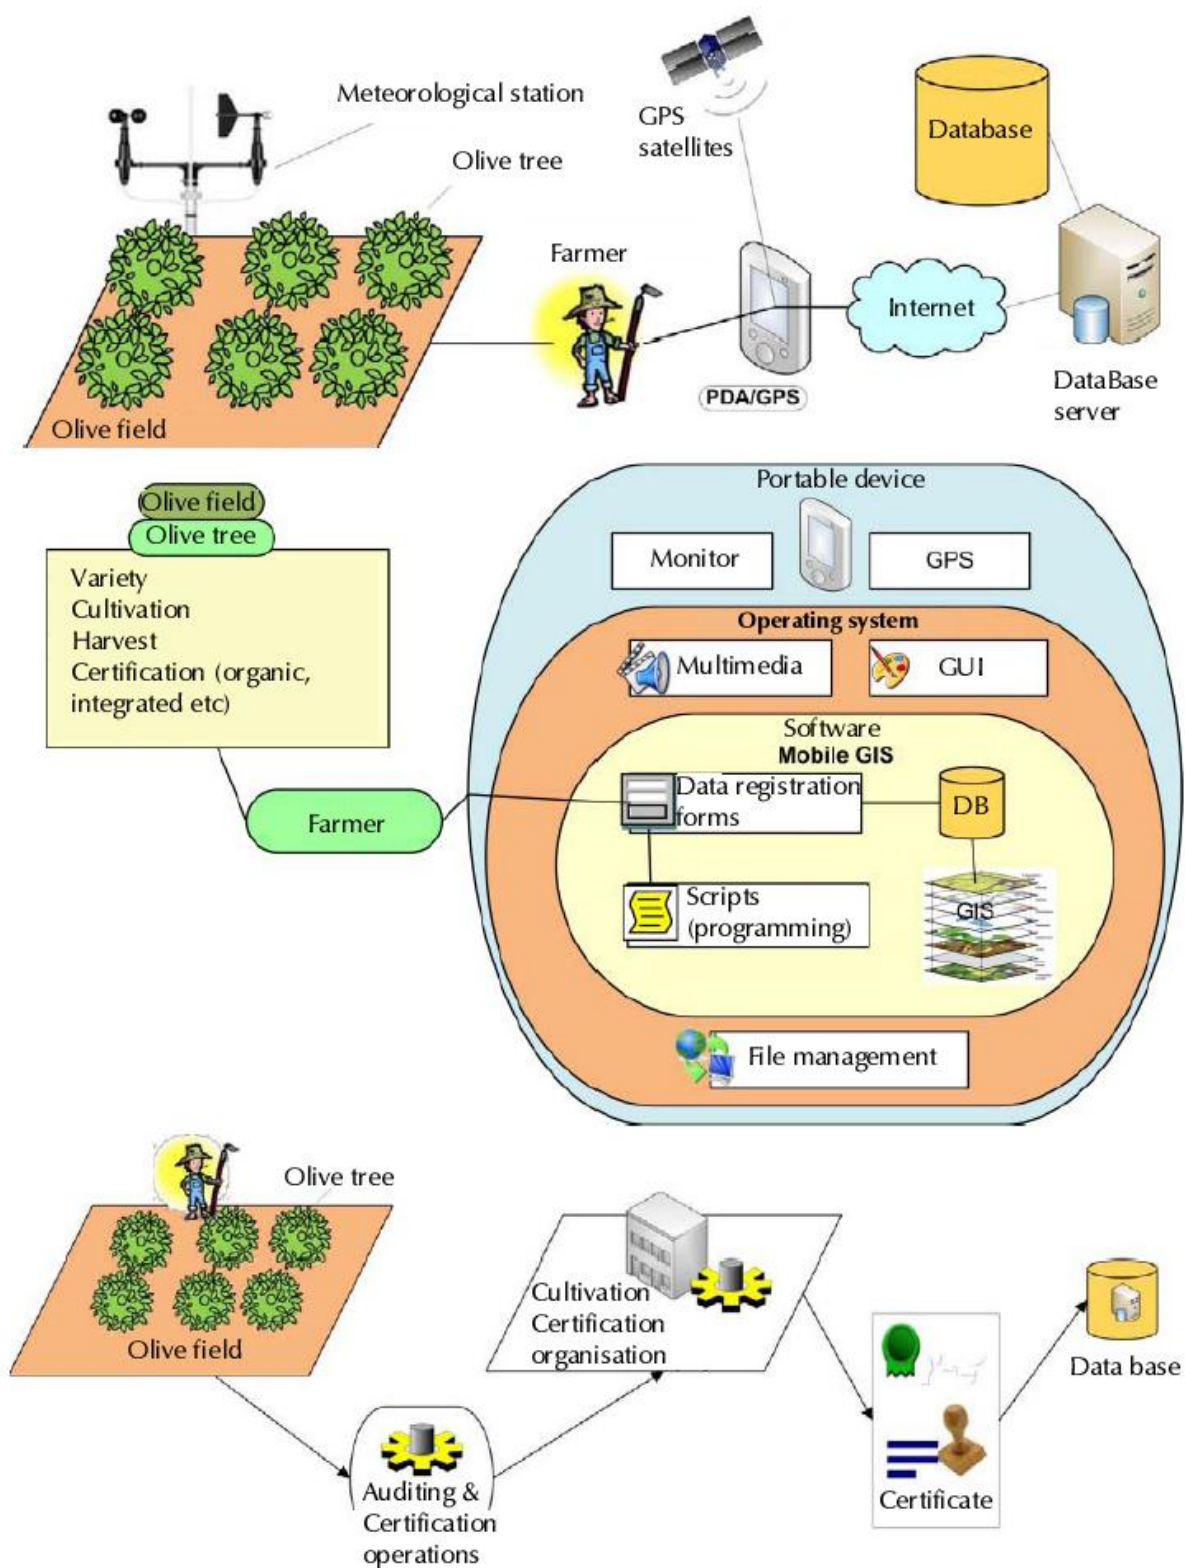 Meteorological station
Olive tree
GPS
satellites
Database
Farmer
Internet
PDA/GPS
DataBase
server
Olive field
Portable device
Olive field
Olive tree
Monitor
GPS
Variety
Cultivation
Harvest
Certification (organic,
integrated etc)
Operating system
Multimedia
GUI
Software
Mobile GIS
Data registration
forms
DB
Farmer
Scripts
(programming)
GIS
File management
Olive tree
Olive field
Cultivation
Certification
organisation
Data base
Auditing &
Certification
operations
Certificate